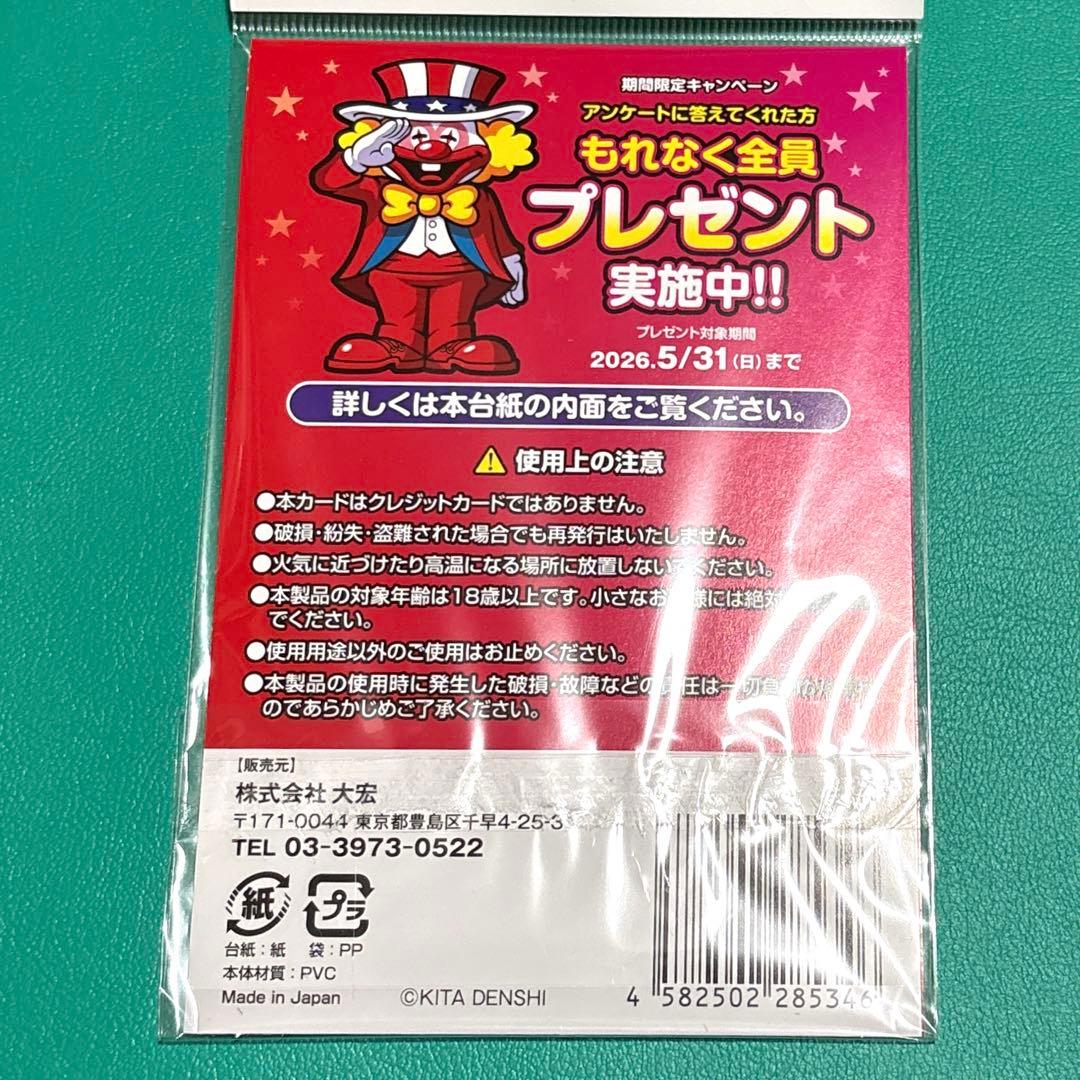 期間限定キャンペーン
アンケートに答えてくれた方
もれなく全員
プレゼント
実施中!!
プレゼント対象期間
2026.5/31(日)まで
詳しくは本台紙の内面をご覧ください。
使用上の注意
●本カードはクレジットカードではありません。
●破損・紛失・盗難された場合でも再発行はいたしません。
●火気に近づけたり高温になる場所に放置しないでください。
●本製品の対象年齢は18歳以上です。小さなお 様には絶対
でください。
●使用用途以外のご使用はお止めください。
●本製品の使用時に発生した破損・故障などの責任は一切
のであらかじめご了承ください。
【販売元】
株式会社 大宏
〒171-0044 東京都豊島区千早4-25-3
TEL 03-3973-0522
紙 プラ
台紙:紙 袋:PP
本体材質:PVC
Made in Japan ©KITA DENSHI
4 582502 285346